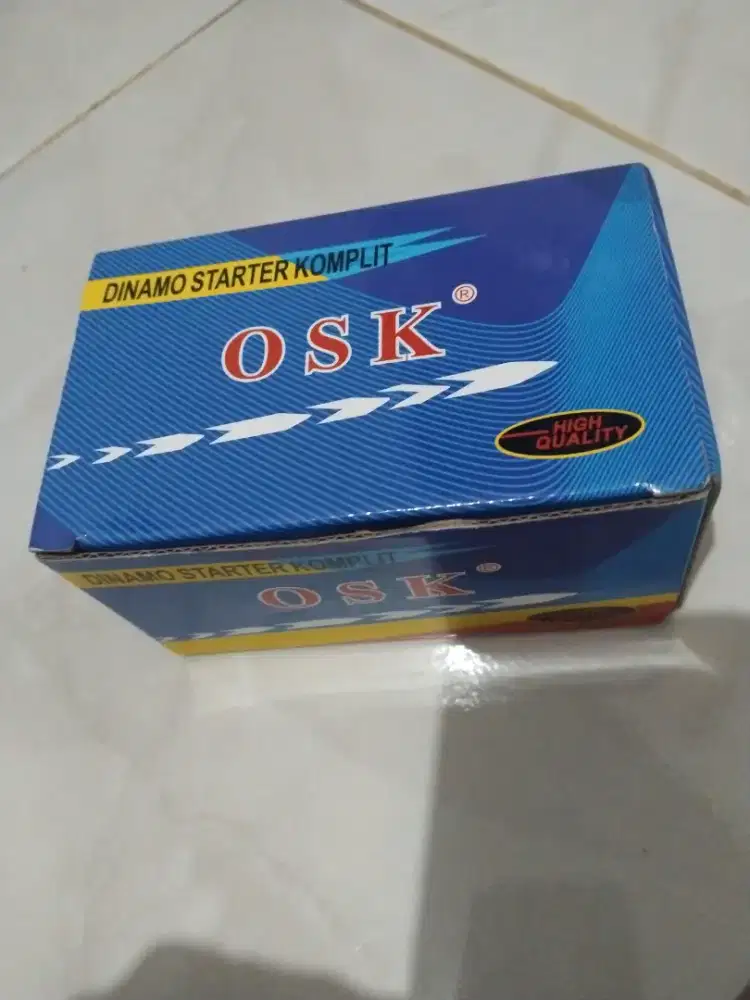 DINAMO STARTER KOMPLIT
OSK®
HIGH
QUALITY
DINAMO STARTER KOMPLIT
OSK®